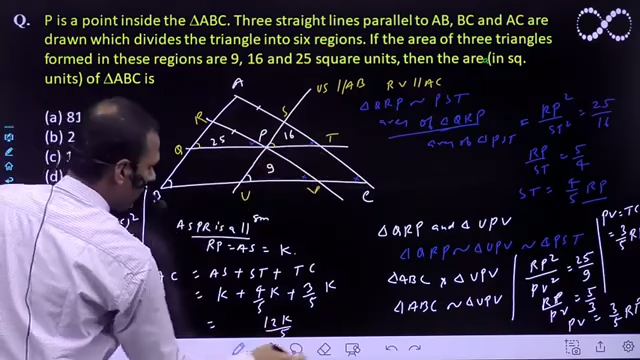 Q. P is a point inside the ΔABC. Three straight lines parallel to AB, BC and AC are
drawn which divides the triangle into six regions. If the area of three triangles
formed in these regions are 9, 16 and 25 square units, then the are (in sq.
units) of ΔABC is
(a) 81
(b) 2
(c) 1
(d)
US ∥AB RV ∥AC
A
R
S
25
P
16
Q
T
9
B
U
V
C
ΔQRP ~ PST
area of ΔQRP / area of ΔPST = RP²/ST² = 25/16
RP/ST = 5/4
ST = 4/5 RP
ASPR is a ∥gm
RP = AS = K.
AC = AS + ST + TC
= K + 4/5 K + 3/5 K
= 12K/5
ΔQRP and ΔUPV
ΔQRP ~ ΔUPV ~ ΔPST
ΔABC & ΔUPV
ΔABC ~ ΔUPV
RP²/PV² = 25/9
RP/PV = 5/3
PV = 3/5 RP
PV = TC
= 3/5 RP